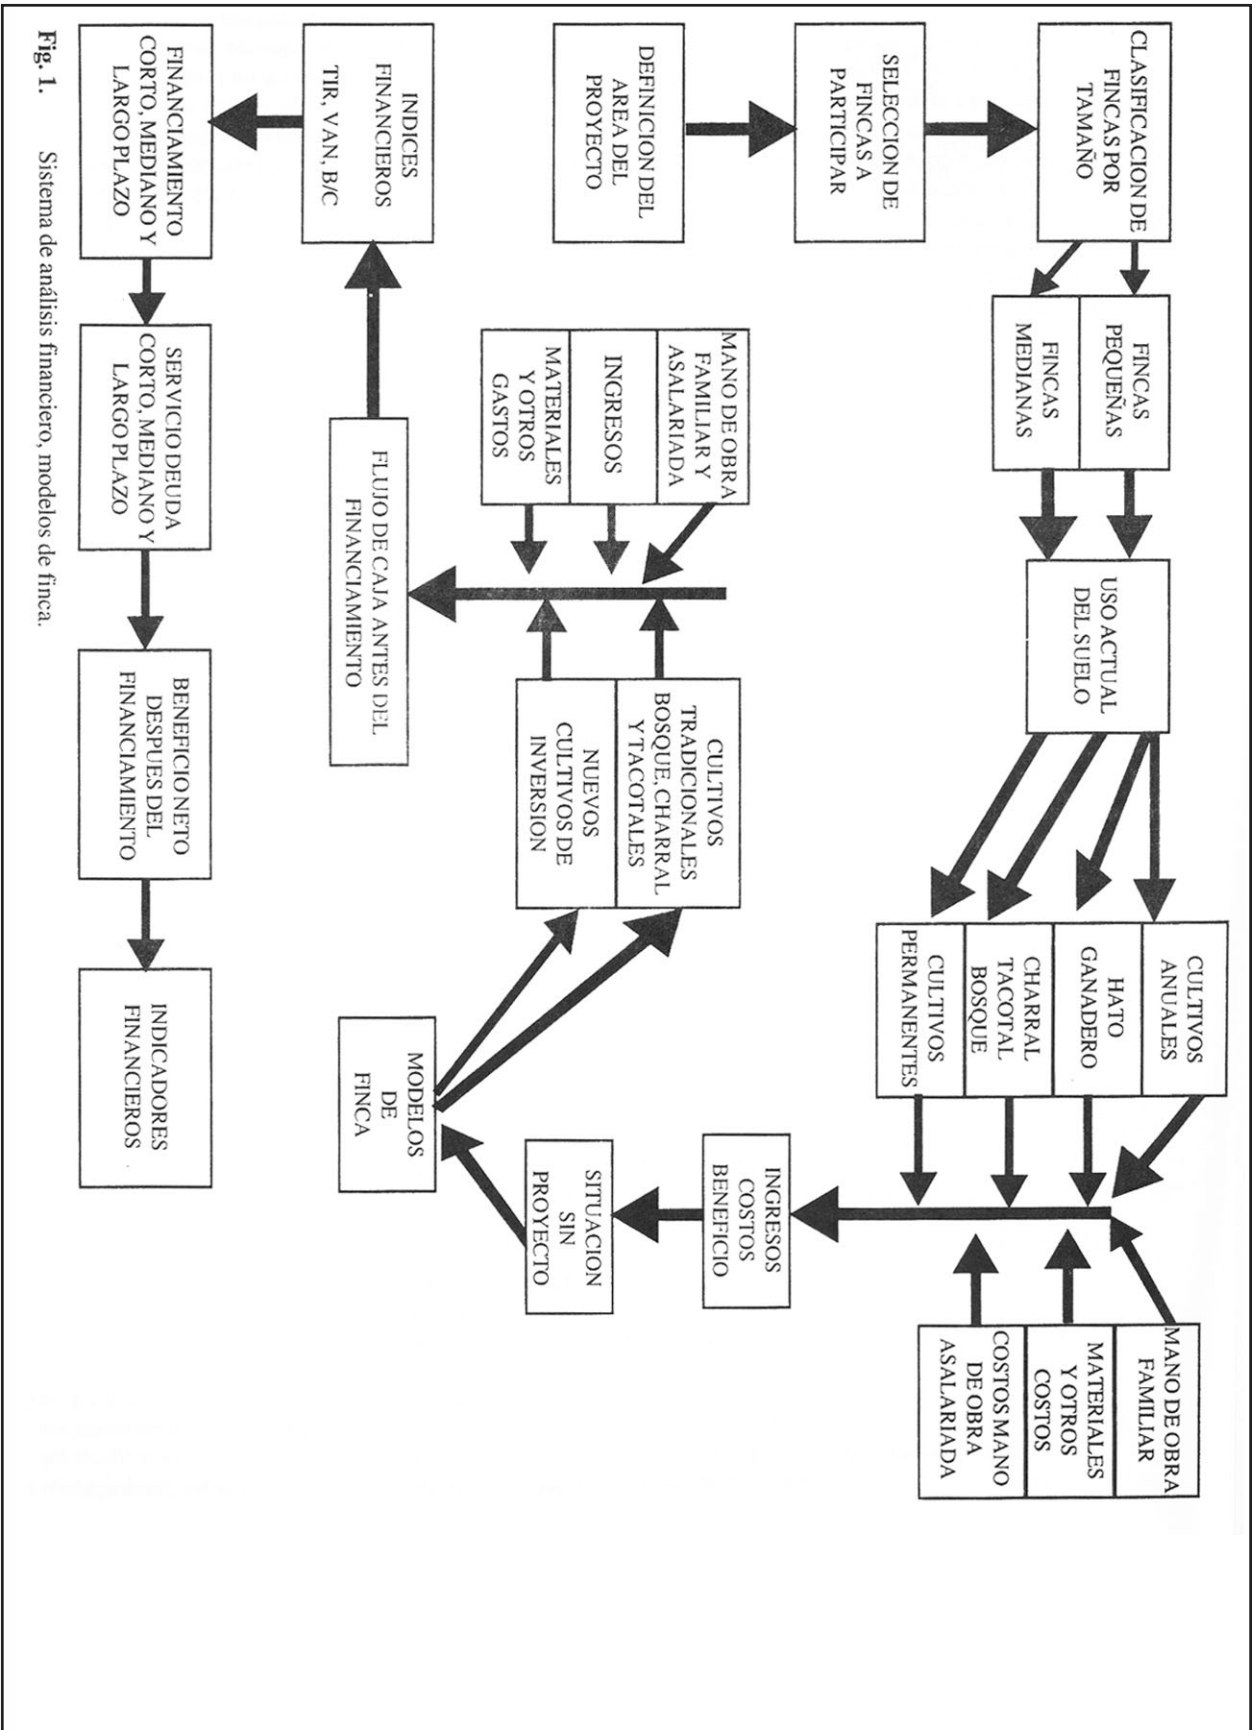 CLASIFICACION DE
FINCAS POR
TAMAÑO
SELECCION DE
FINCAS A
PARTICIPAR
DEFINICION DEL
AREA DEL
PROYECTO
FINCAS
PEQUEÑAS
FINCAS
MEDIANAS
USO ACTUAL
DEL SUELO
CULTIVOS
ANUALES
HATO
GANADERO
CHARRAL
TACOTAL
BOSQUE
CULTIVOS
PERMANENTES
MANO DE OBRA
FAMILIAR
MATERIALES
Y OTROS
COSTOS
COSTOS MANO
DE OBRA
ASALARIADA
INGRESOS
COSTOS
BENEFICIO
SITUACION
SIN
PROYECTO
MODELOS
DE
FINCA
CULTIVOS
TRADICIONALES
BOSQUE, CHARRAL
Y TACOTALES
NUEVOS
CULTIVOS DE
INVERSION
MANO DE OBRA
FAMILIAR Y
ASALARIADA
INGRESOS
MATERIALES
Y OTROS
GASTOS
FLUJO DE CAJA ANTES DEL
FINANCIAMIENTO
INDICES
FINANCIEROS
TIR, VAN, B/C
FINANCIAMIENTO
CORTO, MEDIANO Y
LARGO PLAZO
SERVICIO DEUDA
CORTO, MEDIANO Y
LARGO PLAZO
BENEFICIO NETO
DESPUES DEL
FINANCIAMIENTO
INDICADORES
FINANCIEROS
Fig. 1. Sistema de análisis financiero, modelos de finca.